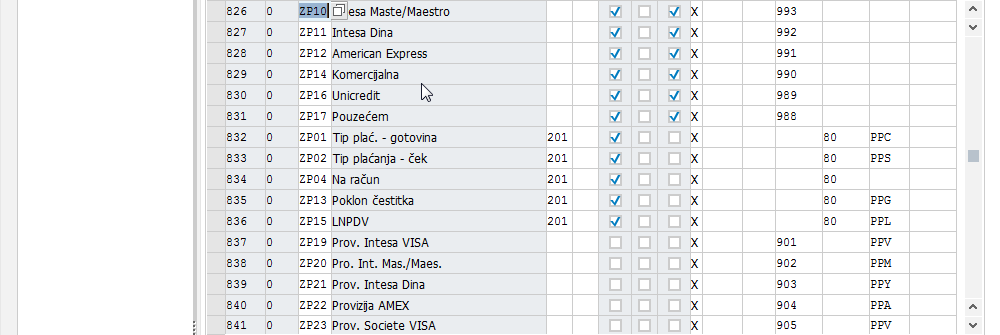 826 0 ZP10 esa Maste/Maestro X 993
827 0 ZP11 Intesa Dina X 992
828 0 ZP12 American Express X 991
829 0 ZP14 Komercijalna X 990
830 0 ZP16 Unicredit X 989
831 0 ZP17 Pouzećem X 988
832 0 ZP01 Tip plać. - gotovina 201 X 80 PPC
833 0 ZP02 Tip plaćanja - ček 201 X 80 PPS
834 0 ZP04 Na račun 201 X 80
835 0 ZP13 Poklon čestitka 201 X 80 PPG
836 0 ZP15 LNPDV 201 X 80 PPL
837 0 ZP19 Prov. Intesa VISA X 901 PPV
838 0 ZP20 Pro. Int. Mas./Maes. X 902 PPM
839 0 ZP21 Prov. Intesa Dina X 903 PPY
840 0 ZP22 Provizija AMEX X 904 PPA
841 0 ZP23 Prov. Societe VISA X 905 PPV